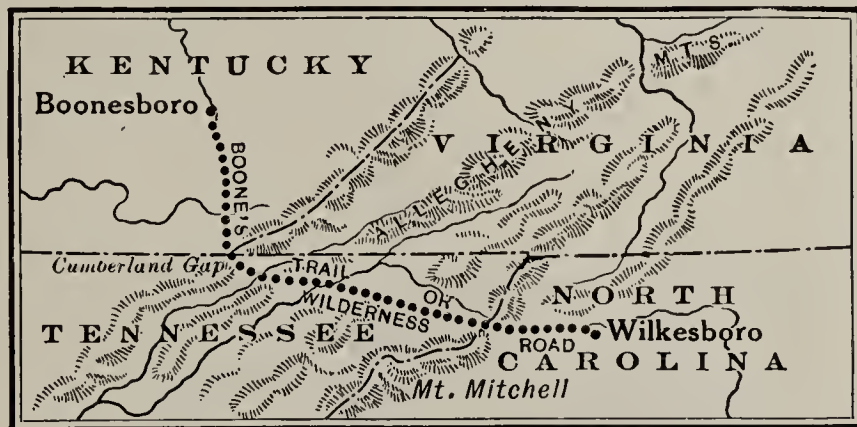 KENTUCKY
MTS.
Boonesboro
VIRGINIA
ALLEGHENY
BOONE'S
Cumberland Gap
TRAIL
OR
WILDERNESS
NORTH
TENNESSEE
ROAD
Wilkesboro
CAROLINA
Mt. Mitchell